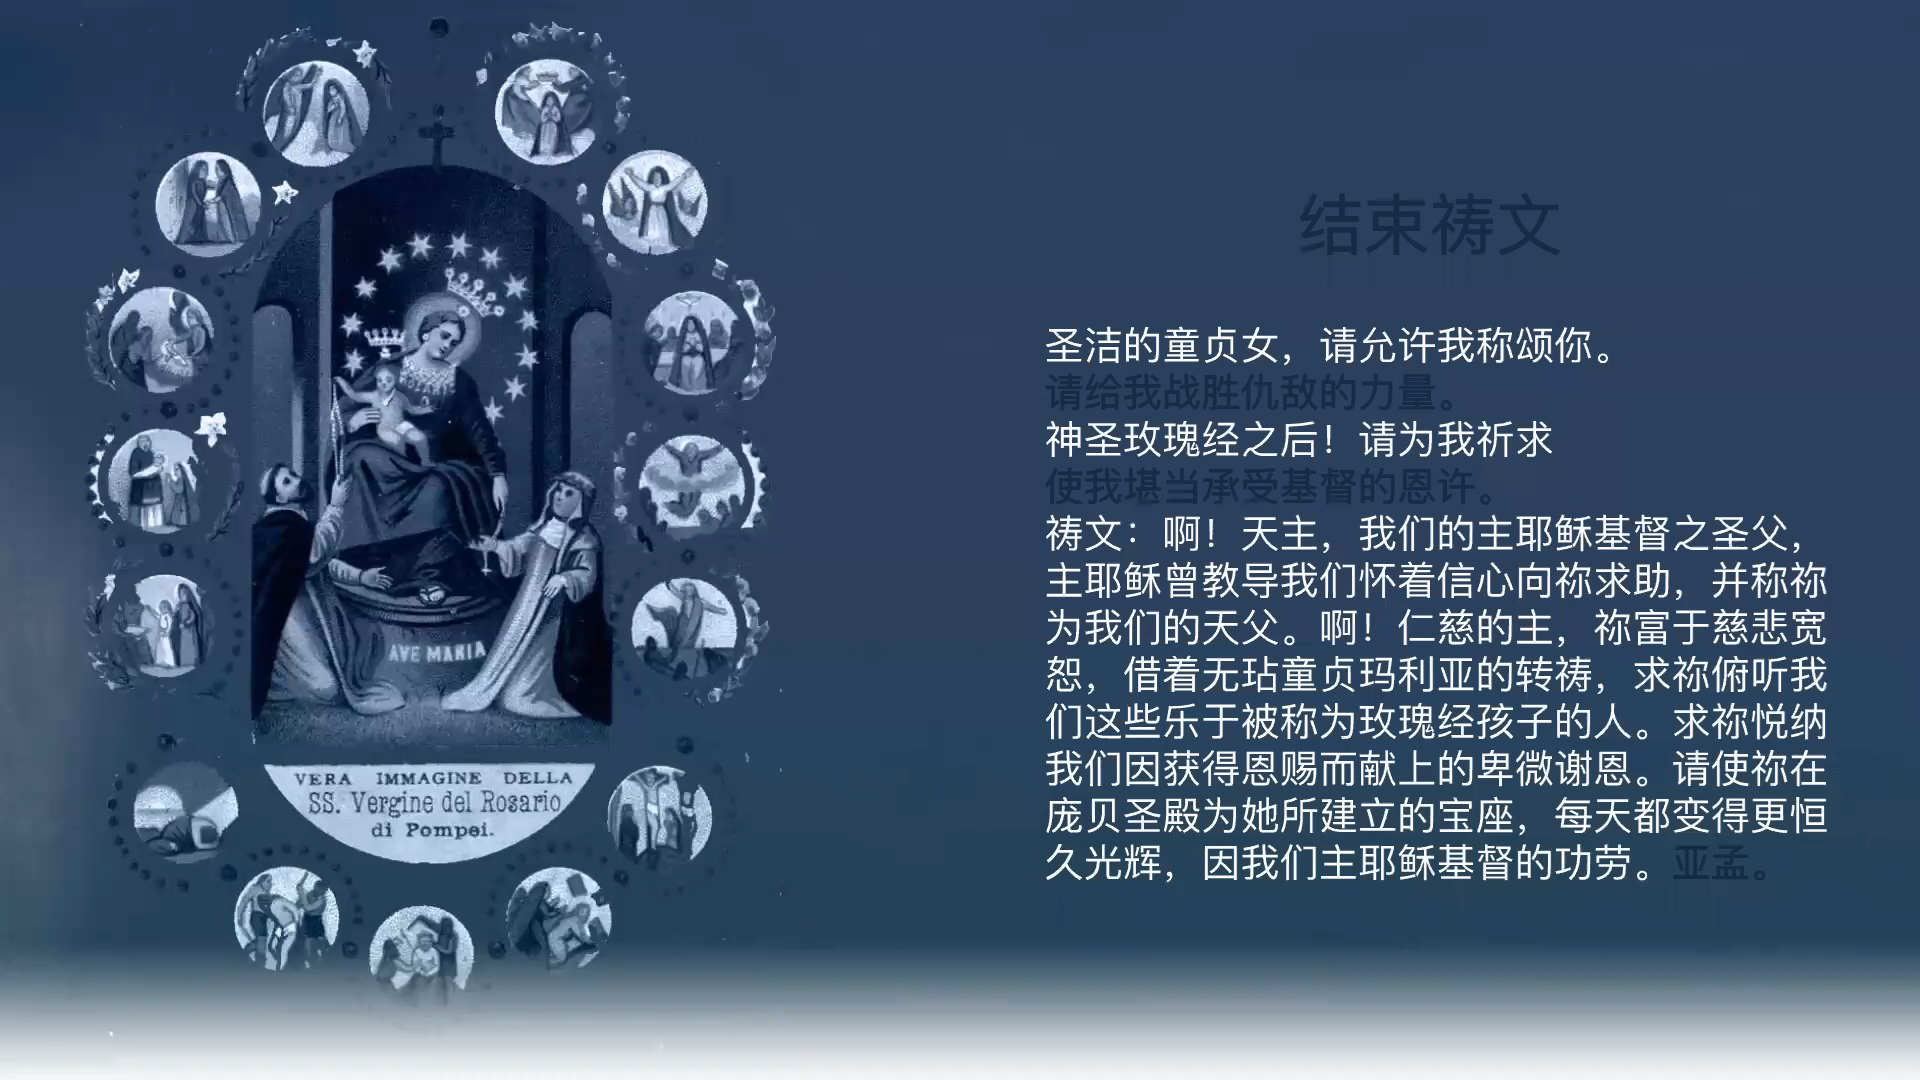 AVE MARIA
VERA IMMAGINE DELLA
SS. Vergine del Rosario
di Pompei.
结束祷文
圣洁的童贞女，请允许我称颂你。
请给我战胜仇敌的力量。
神圣玫瑰经之后！请为我祈求
使我堪当承受基督的恩许。
祷文：啊！天主，我们的主耶稣基督之圣父，
主耶稣曾教导我们怀着信心向祢求助，并称祢
为我们的天父。啊！仁慈的主，祢富于慈悲宽
恕，借着无玷童贞玛利亚的转祷，求祢俯听我
们这些乐于被称为玫瑰经孩子的人。求祢悦纳
我们因获得恩赐而献上的卑微谢恩。请使祢在
庞贝圣殿为她所建立的宝座，每天都变得更恒
久光辉，因我们主耶稣基督的功劳。亚孟。